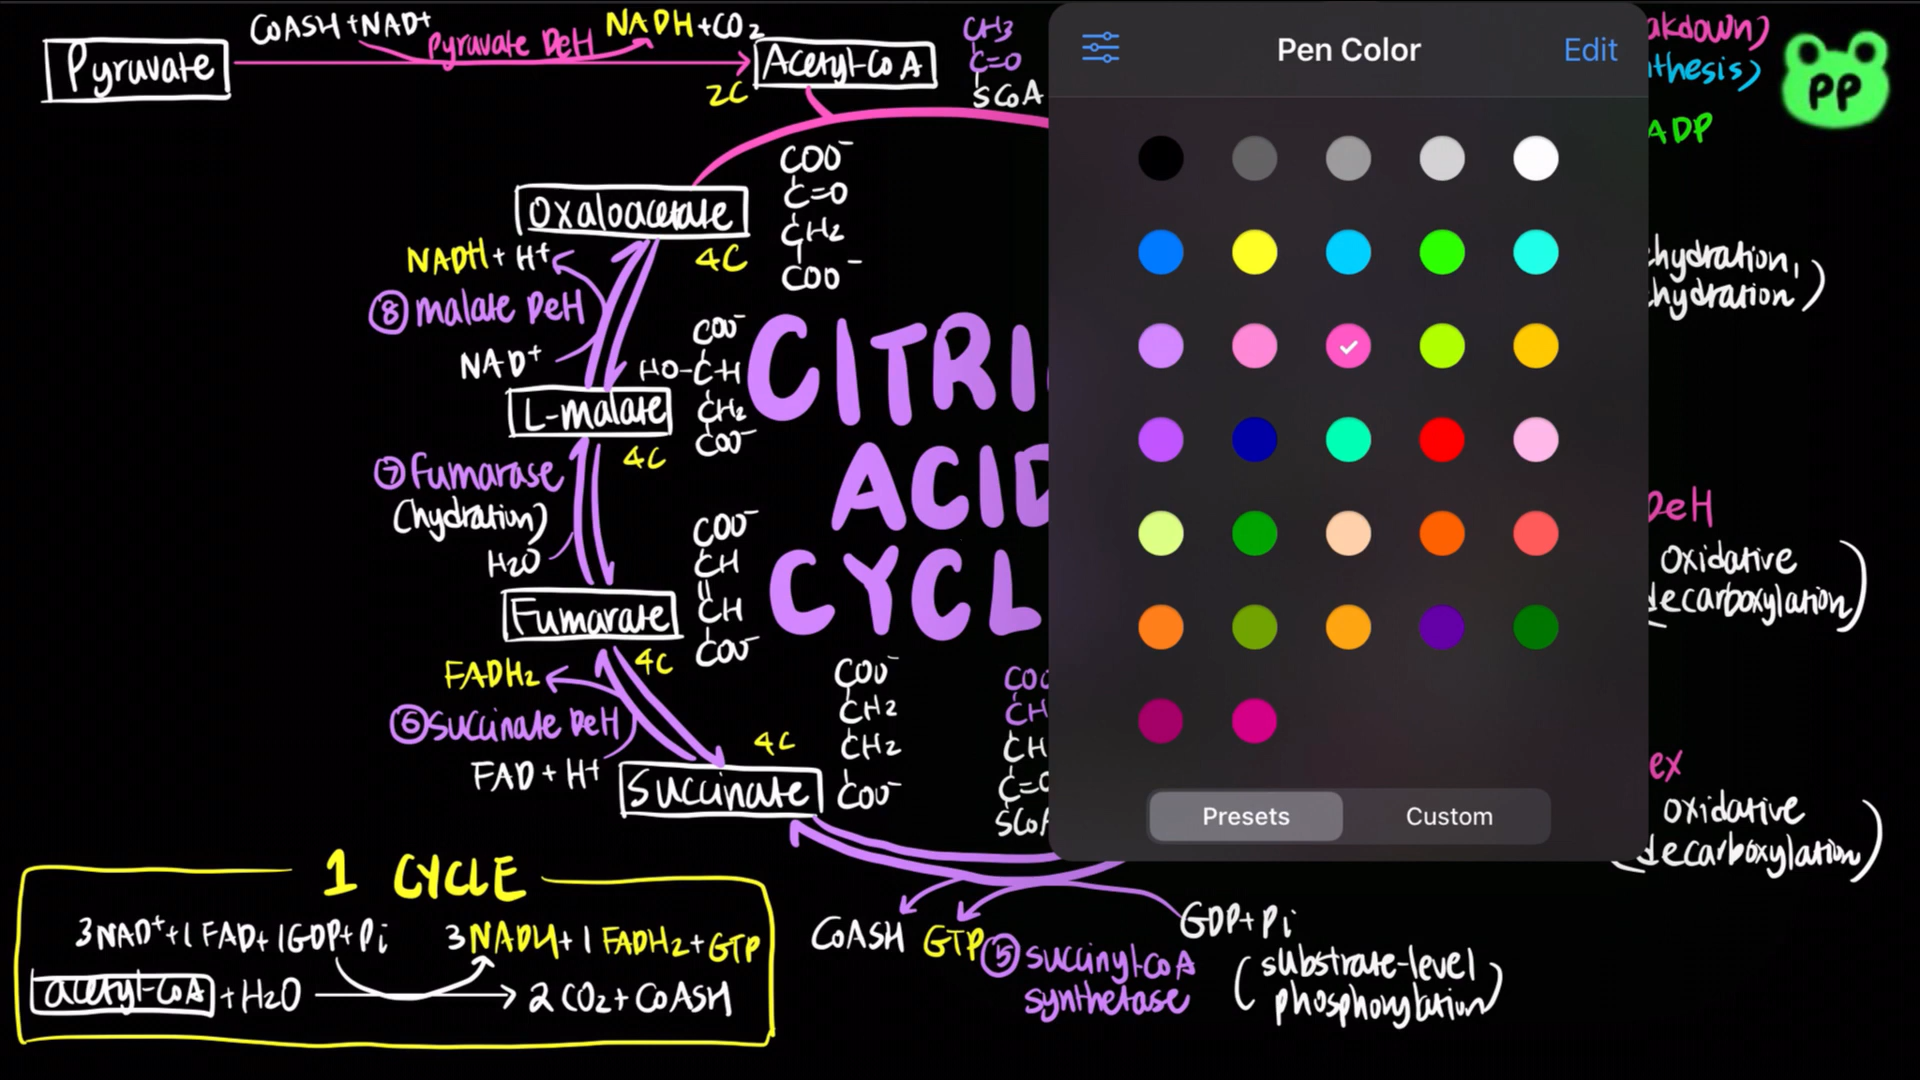 CoASH+NAD+
NADH+CO2
Pyruvate DeH
Pyruvate
Acetyl-CoA
2C
CH3
C=O
SCoA
Pen Color
Edit
akdown)
thesis)
PP
ADP
COO-
C=O
CH2
COO-
Oxaloacetate
4C
NADH + H+
⑧ malate DeH
NAD+
hydration,
hydration)
COO-
HO-C-H
CH2
COO-
L-malate
4C
CITRI
ACID
CYCL
⑦ Fumarase
(hydration)
H2O
COO-
CH
CH
COO-
Fumarate
4C
DeH
oxidative
decarboxylation)
FADH2
⑥ Succinate DeH
FAD + H+
4C
Succinate
COO-
CH2
CH2
COO-
COO
CH
CH
C=O
SCoA
Presets
Custom
ex
oxidative
(decarboxylation)
1 CYCLE
3NAD++1 FAD+1GDP+Pi
3NADH+1 FADH2+GTP
acetyl-CoA+H2O
2CO2+CoASH
CoASH
GTP
GDP+Pi
⑤ succinyl-CoA
synthetase
(substrate-level
phosphorylation)